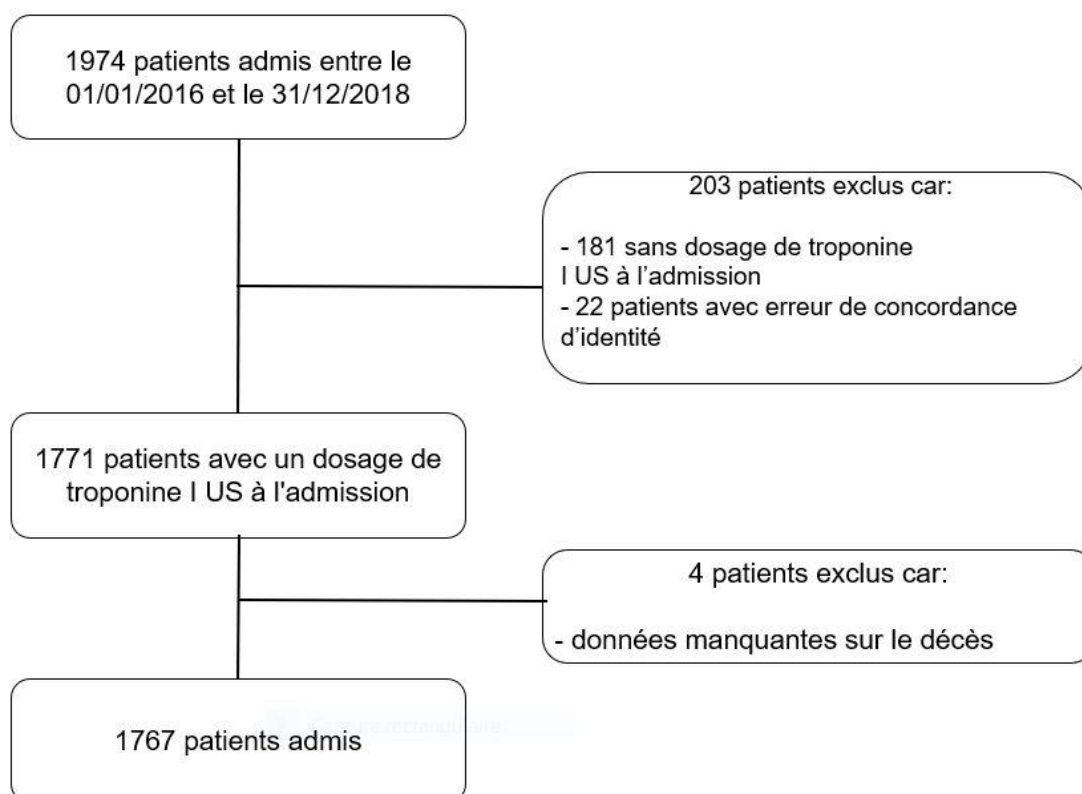 1974 patients admis entre le
01/01/2016 et le 31/12/2018
203 patients exclus car:
- 181 sans dosage de troponine
I US à l’admission
- 22 patients avec erreur de concordance
d’identité
1771 patients avec un dosage de
troponine I US à l'admission
4 patients exclus car:
- données manquantes sur le décès
1767 patients admis